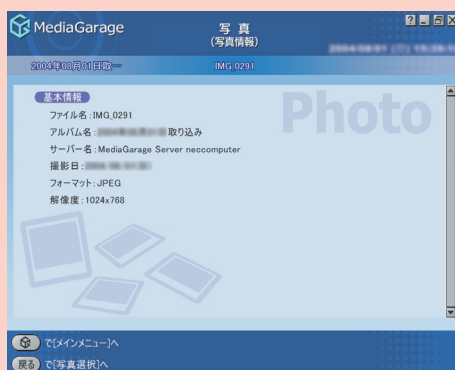 MediaGarage
写真
(写真情報)
2004年08月01日取…
IMG_0291
Photo
基本情報
ファイル名:IMG_0291
アルバム名: 取り込み
サーバー名:MediaGarage Server neccomputer
撮影日:
フォーマット:JPEG
解像度:1024x768
で[メインメニュー]へ
戻る で[写真選択]へ